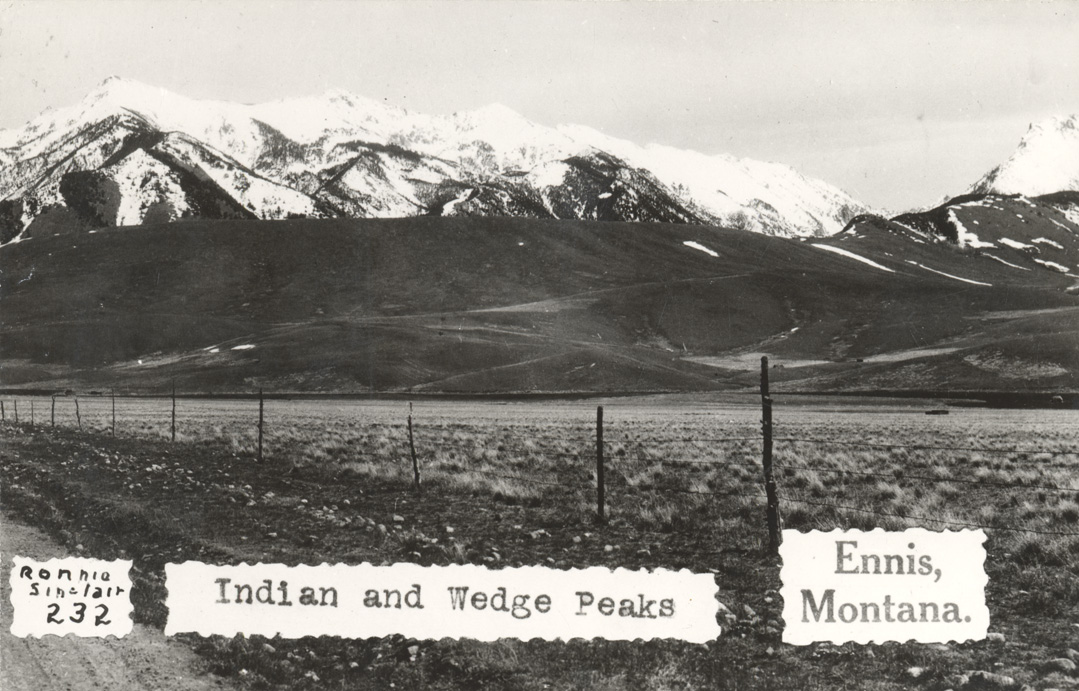 Ronnie
Sinclair
232
Indian and Wedge Peaks
Ennis,
Montana.